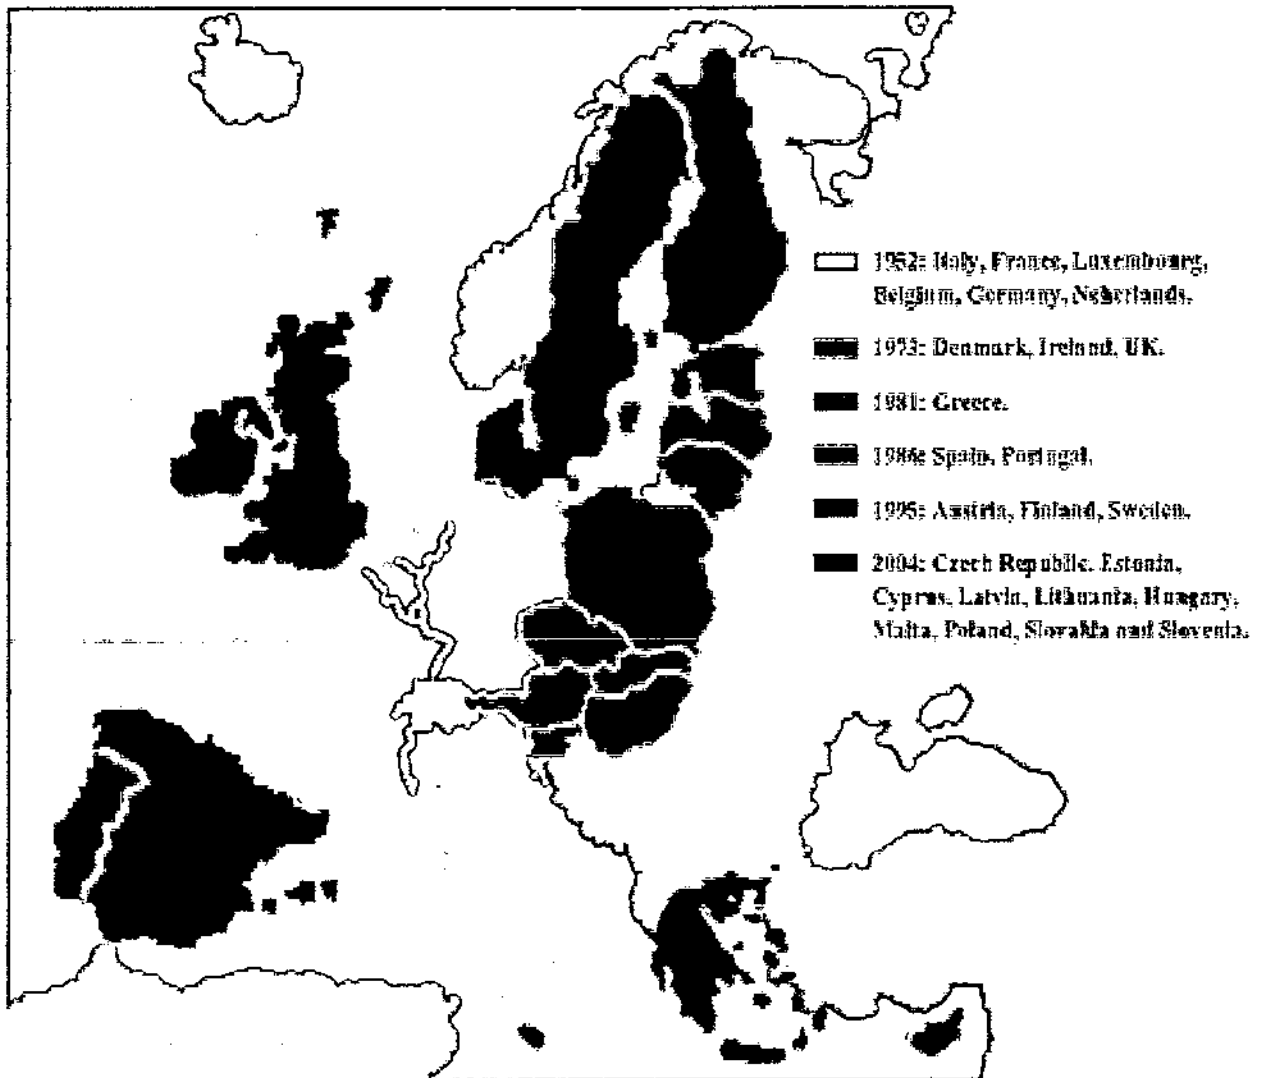 1952: Italy, France, Luxembourg,
Belgium, Germany, Netherlands.
1973: Denmark, Ireland, UK.
1981: Greece.
1986: Spain, Portugal.
1995: Austria, Finland, Sweden.
2004: Czech Republic, Estonia,
Cyprus, Latvia, Lithuania, Hungary,
Malta, Poland, Slovakia and Slovenia.